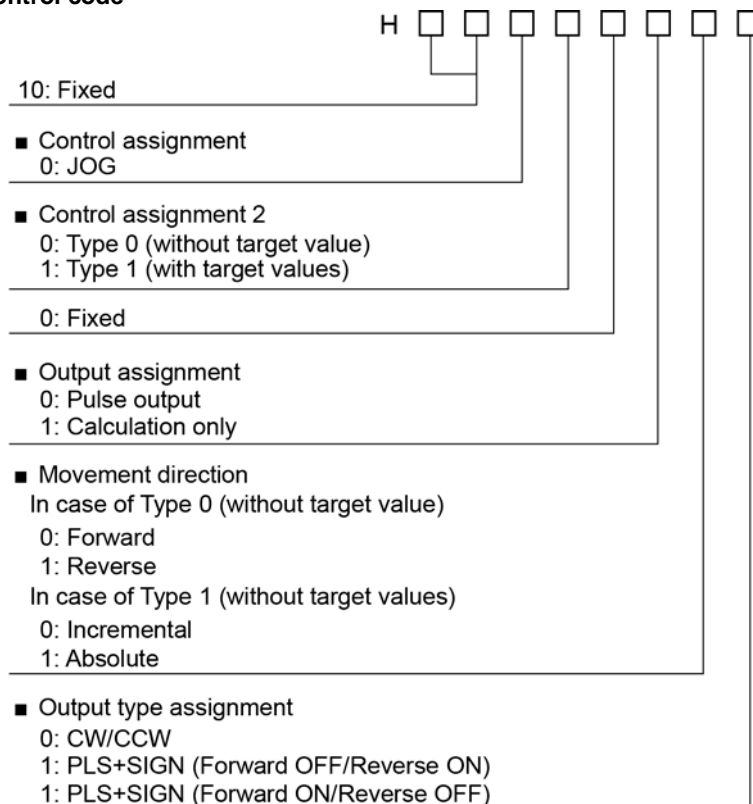 control code
H □ □ □ □ □ □ □ □
10: Fixed
■ Control assignment
0: JOG
■ Control assignment 2
0: Type 0 (without target value)
1: Type 1 (with target values)
0: Fixed
■ Output assignment
0: Pulse output
1: Calculation only
■ Movement direction
In case of Type 0 (without target value)
0: Forward
1: Reverse
In case of Type 1 (without target values)
0: Incremental
1: Absolute
■ Output type assignment
0: CW/CCW
1: PLS+SIGN (Forward OFF/Reverse ON)
1: PLS+SIGN (Forward ON/Reverse OFF)